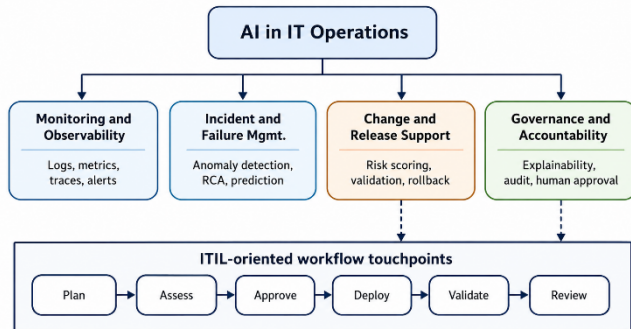 AI in IT Operations
Monitoring and
Observability
Logs, metrics,
traces, alerts
Incident and
Failure Mgmt.
Anomaly detection,
RCA, prediction
Change and
Release Support
Risk scoring,
validation, rollback
Governance and
Accountability
Explainability,
audit, human approval
ITIL-oriented workflow touchpoints
Plan
Assess
Approve
Deploy
Validate
Review